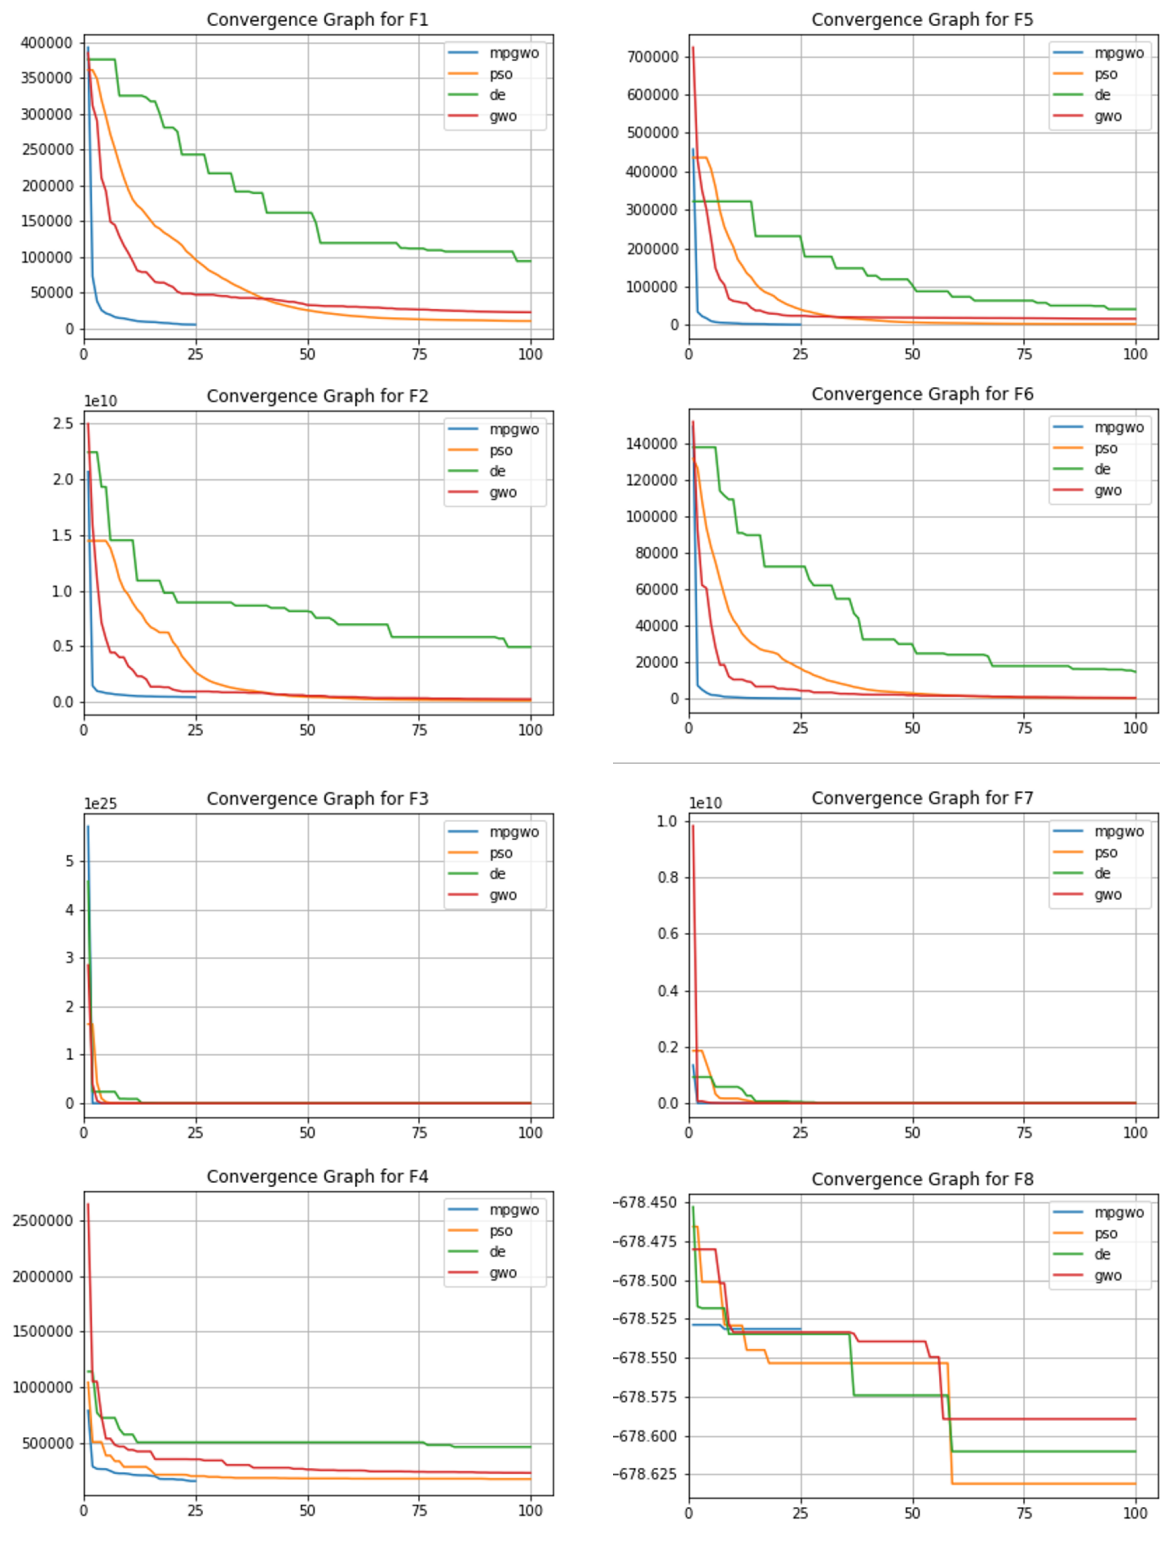 Convergence Graph for F1
400000
350000
300000
250000
200000
150000
100000
50000
0
0 25 50 75 100
mpgwo
pso
de
gwo
Convergence Graph for F5
700000
600000
500000
400000
300000
200000
100000
0
0 25 50 75 100
mpgwo
pso
de
gwo
Convergence Graph for F2
1e10
2.5
2.0
1.5
1.0
0.5
0.0
0 25 50 75 100
mpgwo
pso
de
gwo
Convergence Graph for F6
140000
120000
100000
80000
60000
40000
20000
0
0 25 50 75 100
mpgwo
pso
de
gwo
Convergence Graph for F3
1e25
5
4
3
2
1
0
0 25 50 75 100
mpgwo
pso
de
gwo
Convergence Graph for F7
1e10
1.0
0.8
0.6
0.4
0.2
0.0
0 25 50 75 100
mpgwo
pso
de
gwo
Convergence Graph for F4
2500000
2000000
1500000
1000000
500000
0 25 50 75 100
mpgwo
pso
de
gwo
Convergence Graph for F8
−678.450
−678.475
−678.500
−678.525
−678.550
−678.575
−678.600
−678.625
0 25 50 75 100
mpgwo
pso
de
gwo